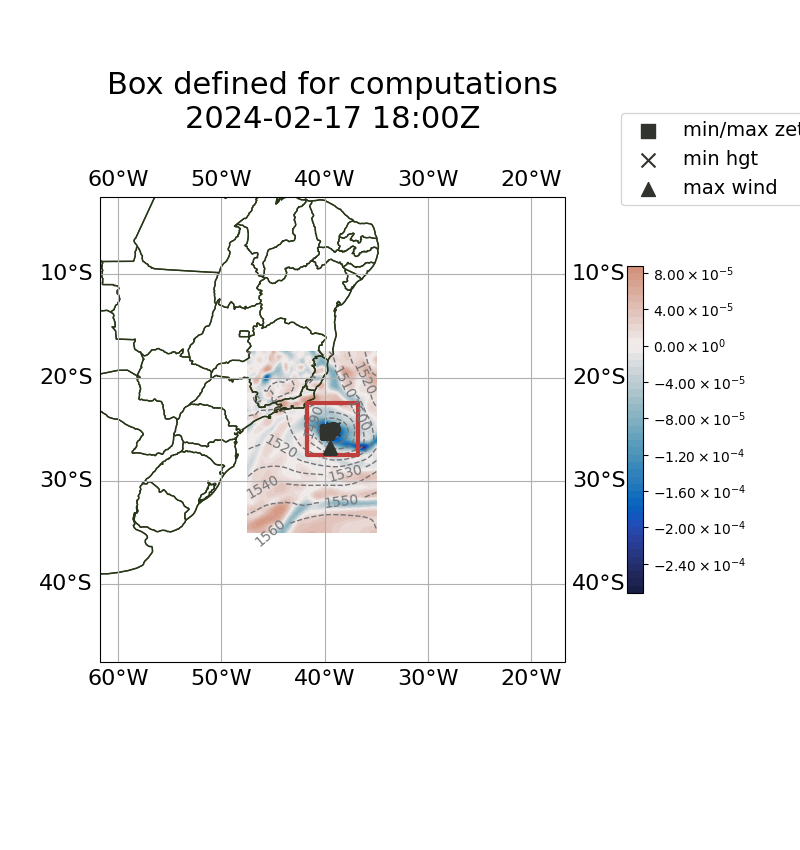 Box defined for computations
2024-02-17 18:00Z
min/max zet
min hgt
max wind
60°W 50°W 40°W 30°W 20°W
10°S 10°S
20°S 20°S
30°S 30°S
40°S 40°S
60°W 50°W 40°W 30°W 20°W
8.00 × 10⁻⁵
4.00 × 10⁻⁵
0.00 × 10⁰
−4.00 × 10⁻⁵
−8.00 × 10⁻⁵
−1.20 × 10⁻⁴
−1.60 × 10⁻⁴
−2.00 × 10⁻⁴
−2.40 × 10⁻⁴
1520
1510
1520
1530
1540
1550
1560